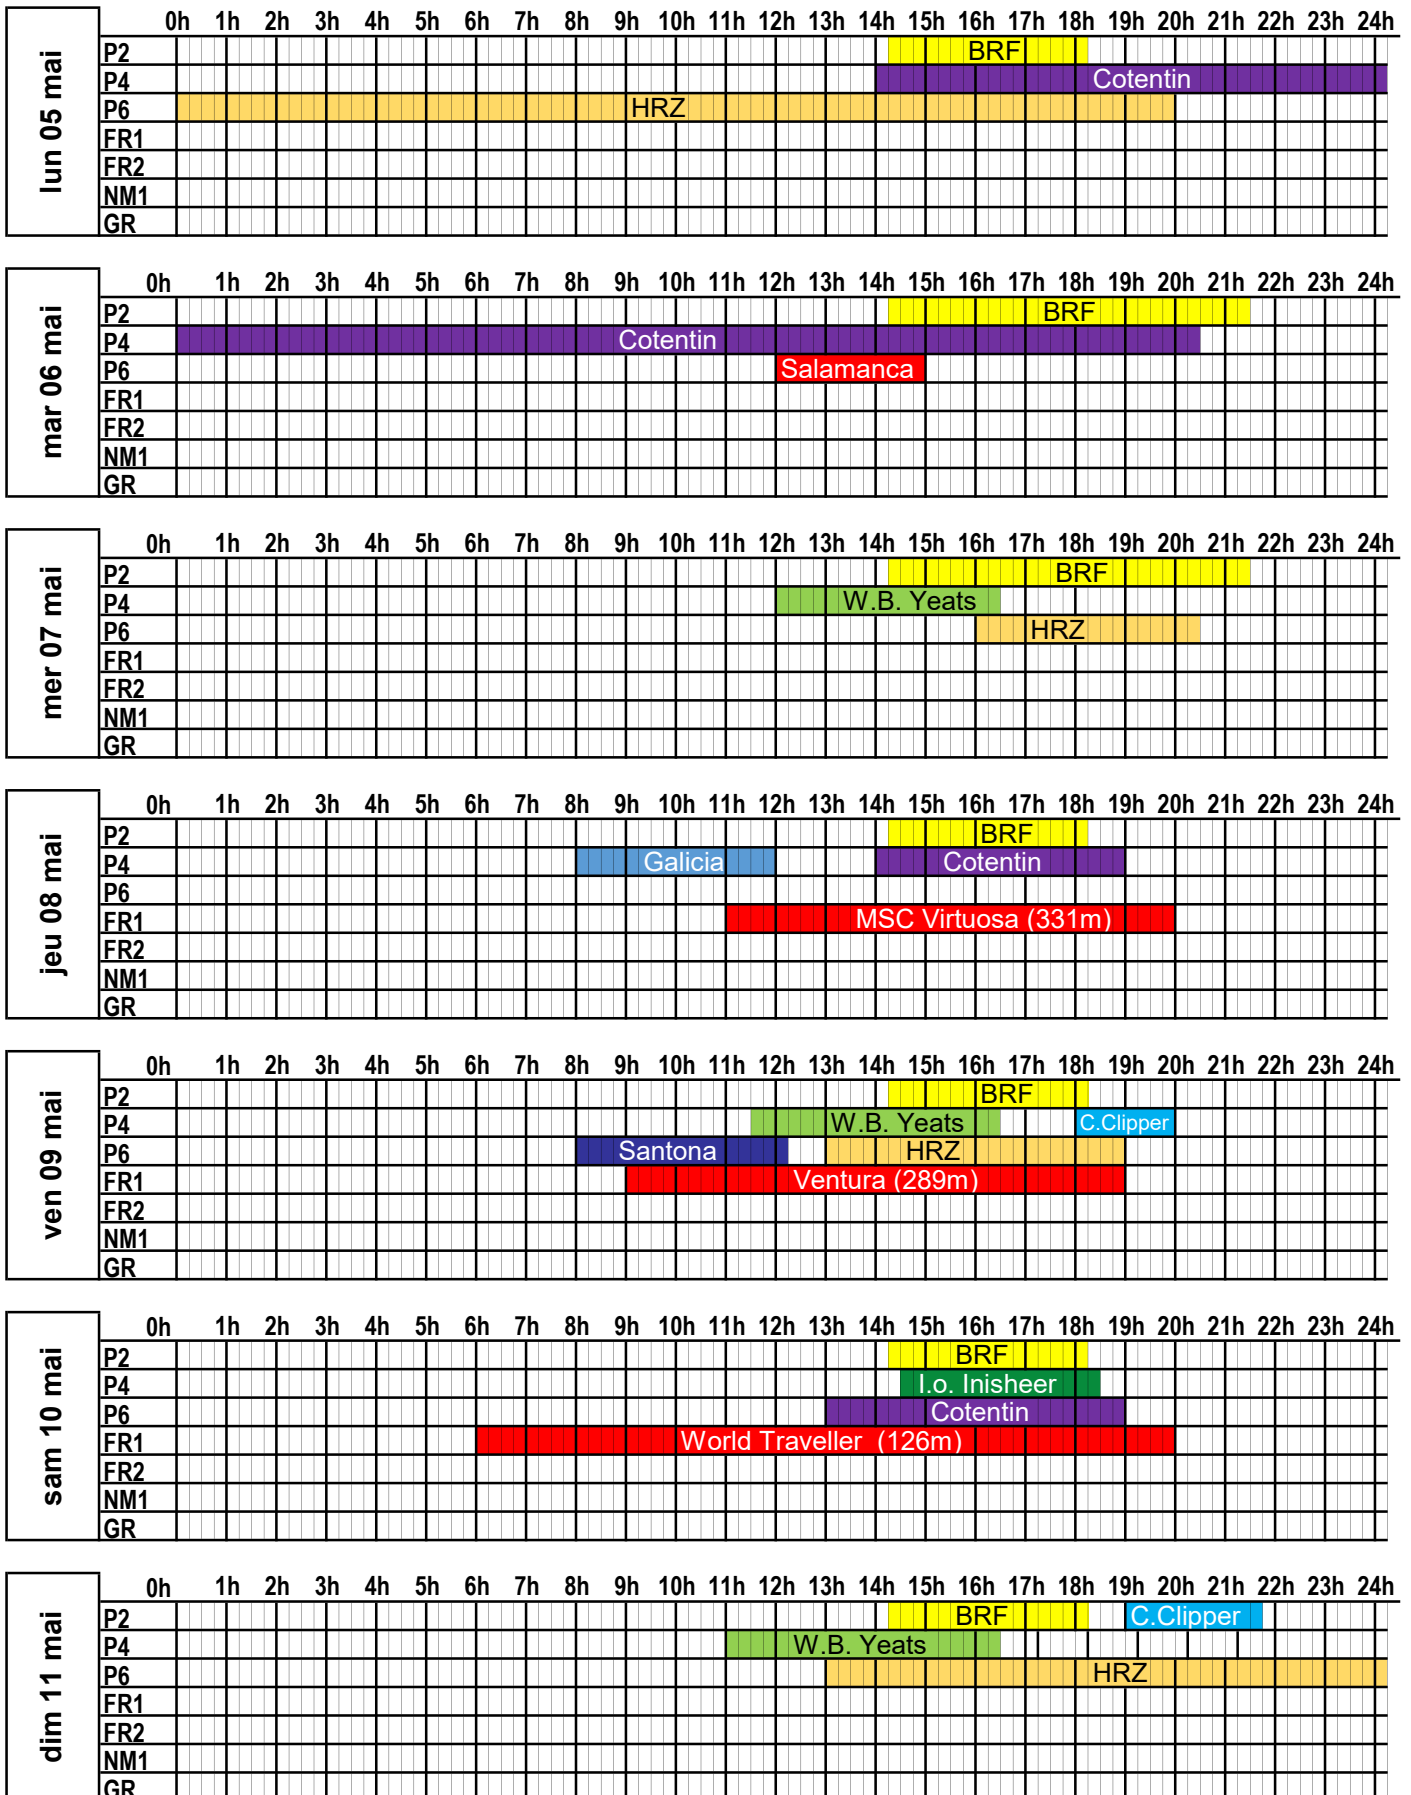 0h 1h 2h 3h 4h 5h 6h 7h 8h 9h 10h 11h 12h 13h 14h 15h 16h 17h 18h 19h 20h 21h 22h 23h 24h
lun 05 mai
P2 BRF
P4 Cotentin
P6 HRZ
FR1
FR2
NM1
GR
0h 1h 2h 3h 4h 5h 6h 7h 8h 9h 10h 11h 12h 13h 14h 15h 16h 17h 18h 19h 20h 21h 22h 23h 24h
mar 06 mai
P2 BRF
P4 Cotentin
P6 Salamanca
FR1
FR2
NM1
GR
0h 1h 2h 3h 4h 5h 6h 7h 8h 9h 10h 11h 12h 13h 14h 15h 16h 17h 18h 19h 20h 21h 22h 23h 24h
mer 07 mai
P2 BRF
P4 W.B. Yeats
P6 HRZ
FR1
FR2
NM1
GR
0h 1h 2h 3h 4h 5h 6h 7h 8h 9h 10h 11h 12h 13h 14h 15h 16h 17h 18h 19h 20h 21h 22h 23h 24h
jeu 08 mai
P2 BRF
P4 Galicia Cotentin
P6
FR1 MSC Virtuosa (331m)
FR2
NM1
GR
0h 1h 2h 3h 4h 5h 6h 7h 8h 9h 10h 11h 12h 13h 14h 15h 16h 17h 18h 19h 20h 21h 22h 23h 24h
ven 09 mai
P2 BRF
P4 W.B. Yeats C.Clipper
P6 Santona HRZ
FR1 Ventura (289m)
FR2
NM1
GR
0h 1h 2h 3h 4h 5h 6h 7h 8h 9h 10h 11h 12h 13h 14h 15h 16h 17h 18h 19h 20h 21h 22h 23h 24h
sam 10 mai
P2 BRF
P4 I.o. Inisheer
P6 Cotentin
FR1 World Traveller (126m)
FR2
NM1
GR
0h 1h 2h 3h 4h 5h 6h 7h 8h 9h 10h 11h 12h 13h 14h 15h 16h 17h 18h 19h 20h 21h 22h 23h 24h
dim 11 mai
P2 BRF C.Clipper
P4 W.B. Yeats
P6 HRZ
FR1
FR2
NM1
GR